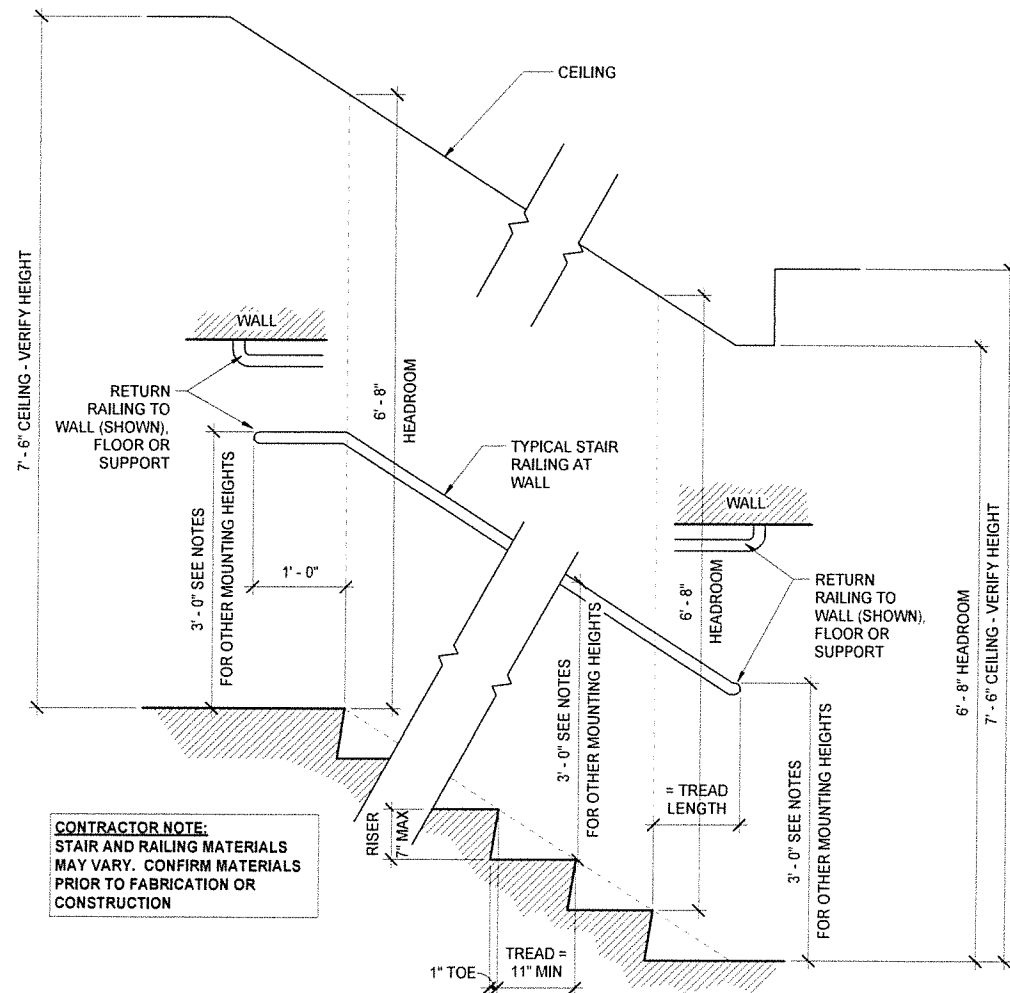 CEILING
7' - 6" CEILING - VERIFY HEIGHT
WALL
RETURN
RAILING TO
WALL (SHOWN),
FLOOR OR
SUPPORT
6' - 8"
HEADROOM
TYPICAL STAIR
RAILING AT
WALL
3' - 0" SEE NOTES
FOR OTHER MOUNTING HEIGHTS
1' - 0"
WALL
6' - 8"
HEADROOM
RETURN
RAILING TO
WALL (SHOWN),
FLOOR OR
SUPPORT
6' - 8" HEADROOM
7' - 6" CEILING - VERIFY HEIGHT
3' - 0" SEE NOTES
FOR OTHER MOUNTING HEIGHTS
= TREAD
LENGTH
3' - 0" SEE NOTES
FOR OTHER MOUNTING HEIGHTS
RISER
7" MAX
CONTRACTOR NOTE:
STAIR AND RAILING MATERIALS
MAY VARY. CONFIRM MATERIALS
PRIOR TO FABRICATION OR
CONSTRUCTION
1" TOE
TREAD =
11" MIN